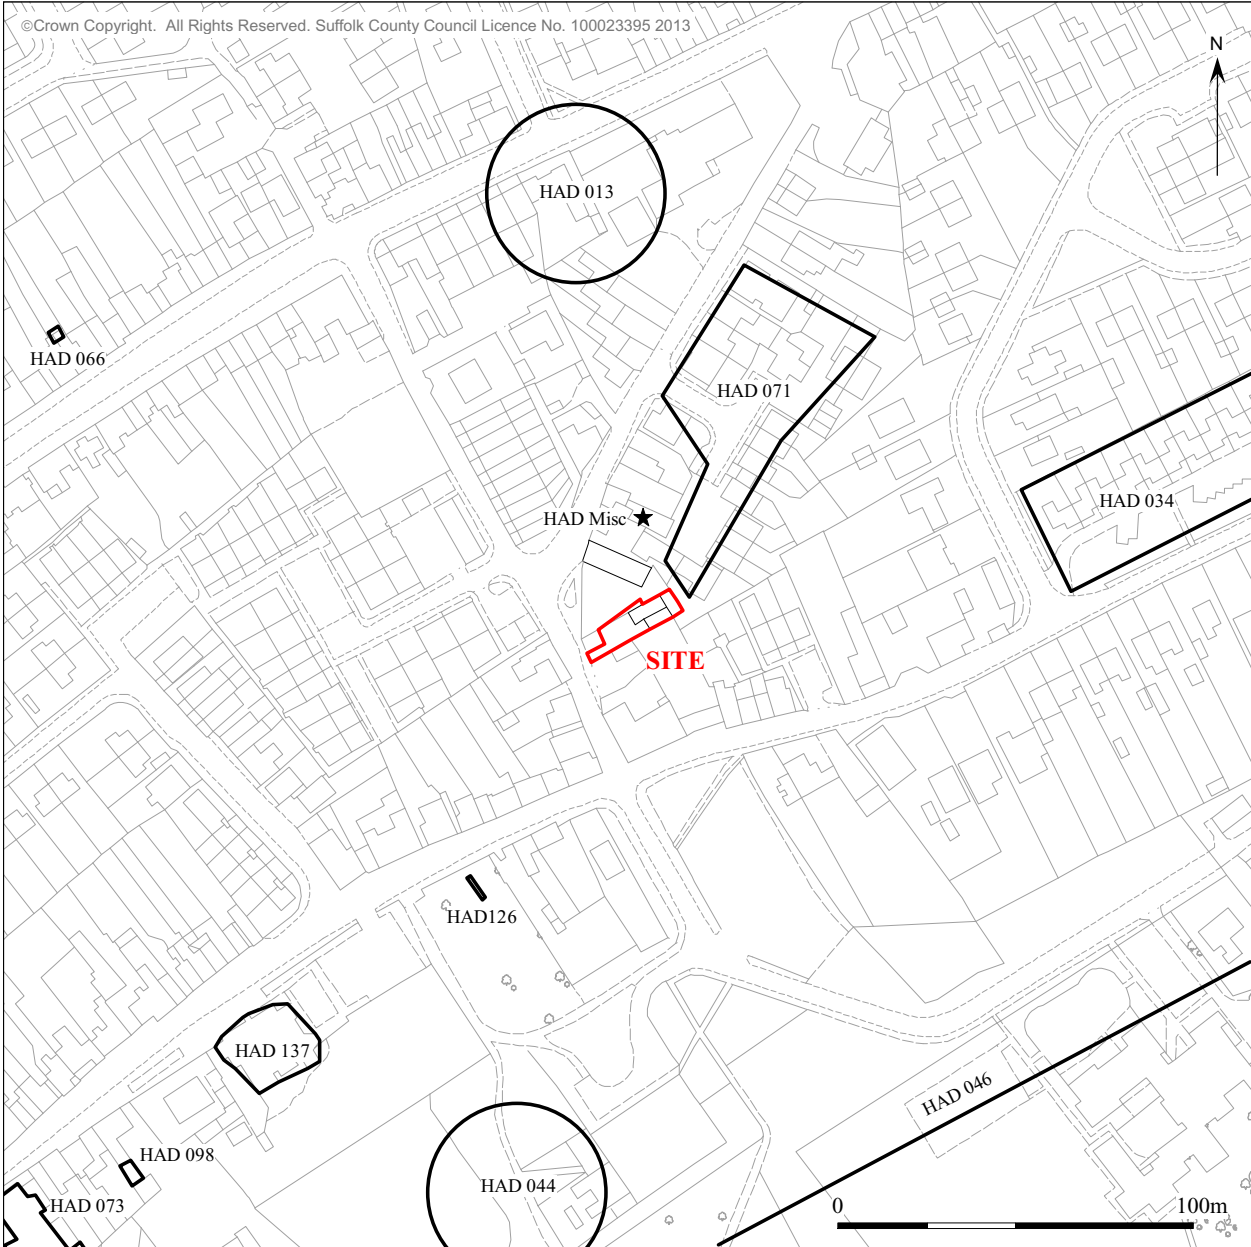 ©Crown Copyright. All Rights Reserved. Suffolk County Council Licence No. 100023395 2013
N
HAD 013
HAD 066
HAD 071
HAD 034
HAD Misc
SITE
HAD126
HAD 137
HAD 046
HAD 098
HAD 044
HAD 073
0 100m